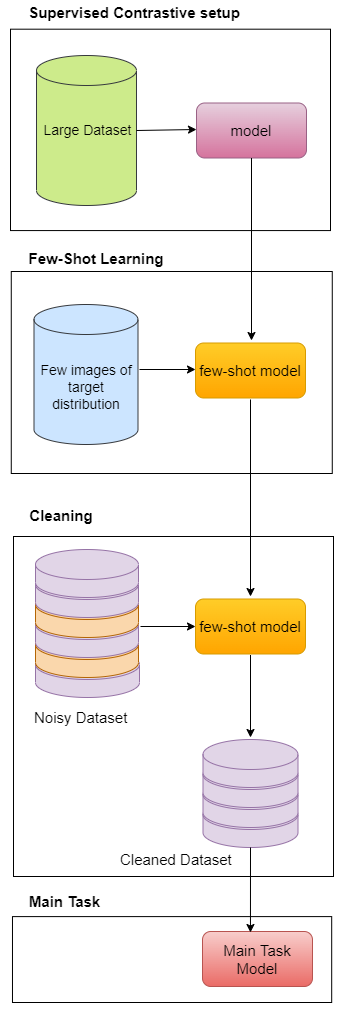 Supervised Contrastive setup
Large Dataset
model
Few-Shot Learning
Few images of
target
distribution
few-shot model
Cleaning
few-shot model
Noisy Dataset
Cleaned Dataset
Main Task
Main Task
Model